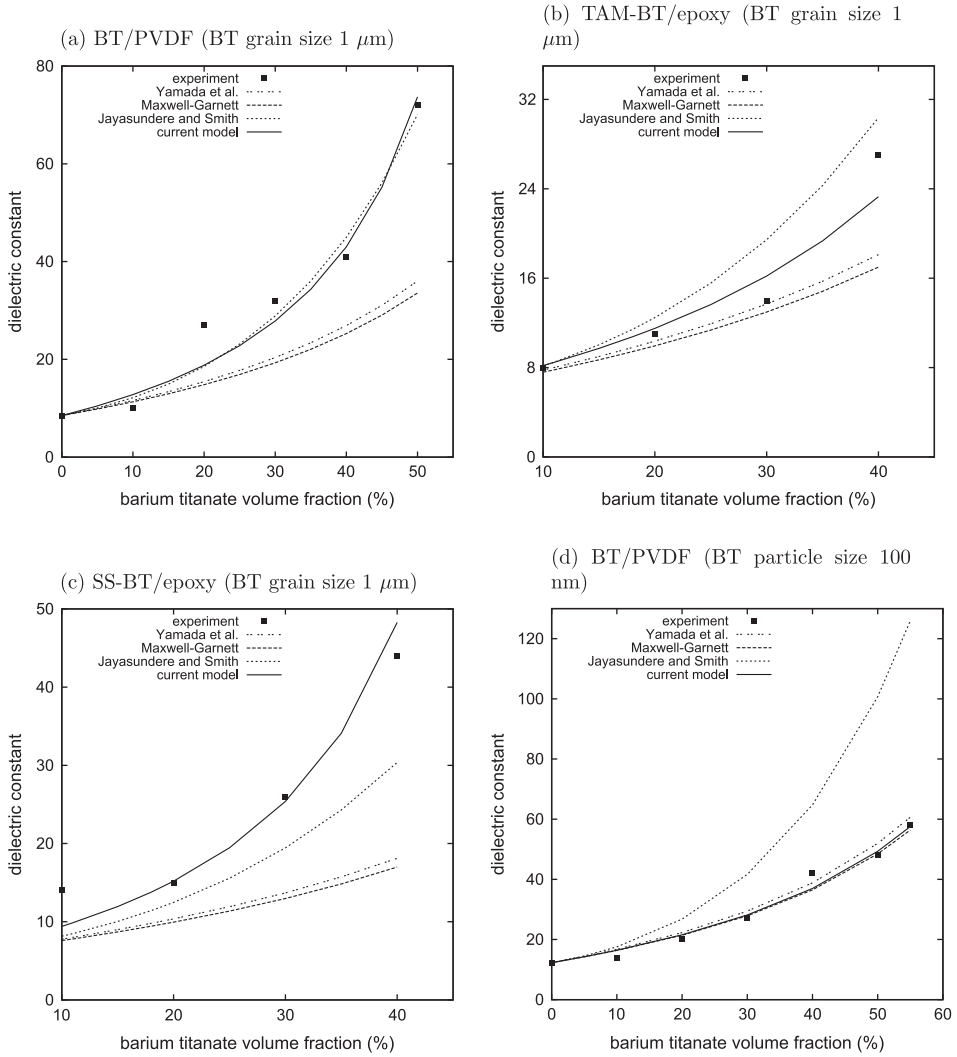 (a) BT/PVDF (BT grain size 1 μm)
80
60
40
20
0
dielectric constant
experiment
Yamada et al.
Maxwell-Garnett
Jayasundere and Smith
current model
0 10 20 30 40 50
barium titanate volume fraction (%)
(b) TAM-BT/epoxy (BT grain size 1
μm)
36
28
24
16
8
0
dielectric constant
experiment
Yamada et al.
Maxwell-Garnett
Jayasundere and Smith
current model
10 20 30 40
barium titanate volume fraction (%)
(c) SS-BT/epoxy (BT grain size 1 μm)
50
40
30
20
10
0
dielectric constant
experiment
Yamada et al.
Maxwell-Garnett
Jayasundere and Smith
current model
10 20 30 40
barium titanate volume fraction (%)
(d) BT/PVDF (BT particle size 100
nm)
120
100
80
60
40
20
0
dielectric constant
experiment
Yamada et al.
Maxwell-Garnett
Jayasundere and Smith
current model
0 10 20 30 40 50 60
barium titanate volume fraction (%)